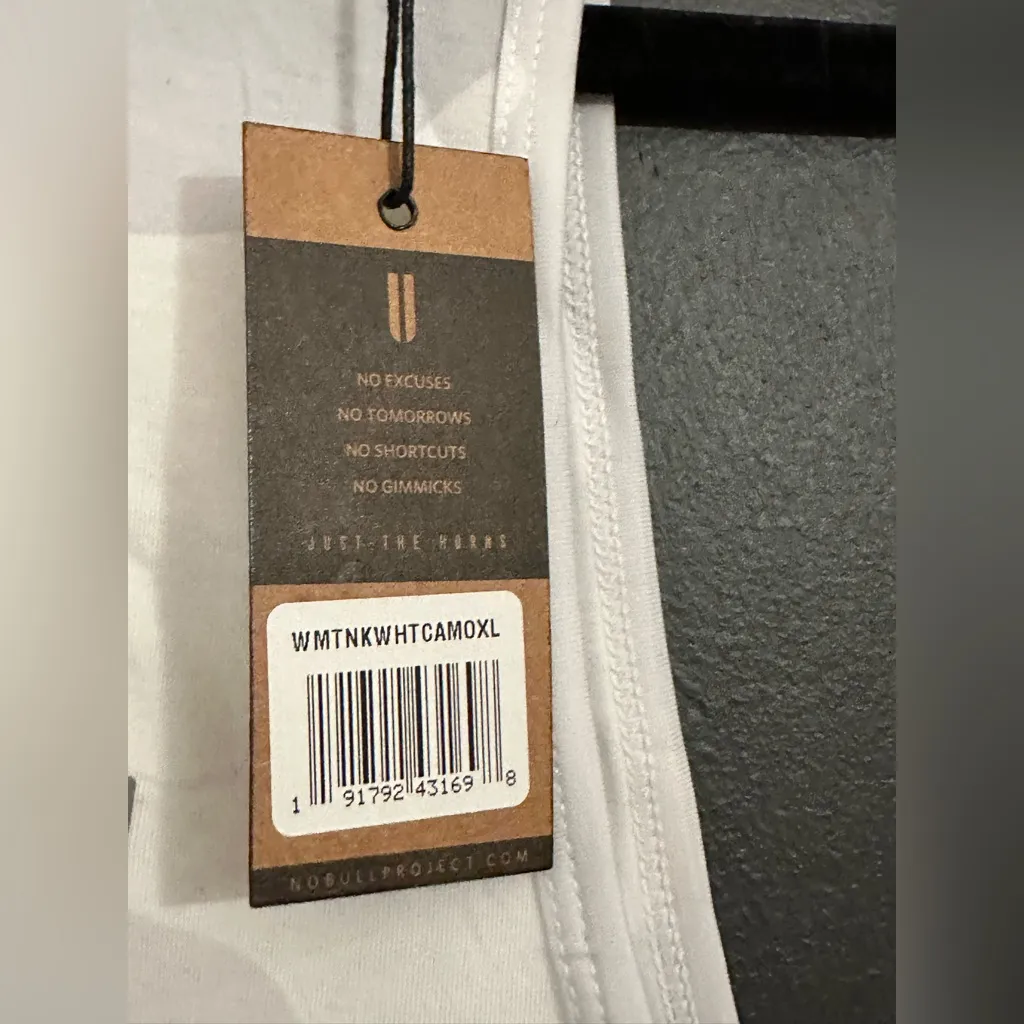 NO EXCUSES
NO TOMORROWS
NO SHORTCUTS
NO GIMMICKS
JUST THE HORNS
WMTNKWHTCAMOXL
1 91792 43169 8
NOBULLPROJECT.COM